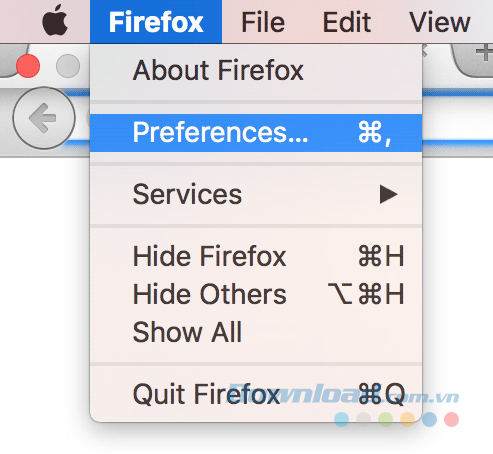 Firefox File Edit View
About Firefox
Preferences... ⌘,
Services ▶
Hide Firefox ⌘H
Hide Others ⌥⌘H
Show All
Quit Firefox ⌘Q
Download.com.vn